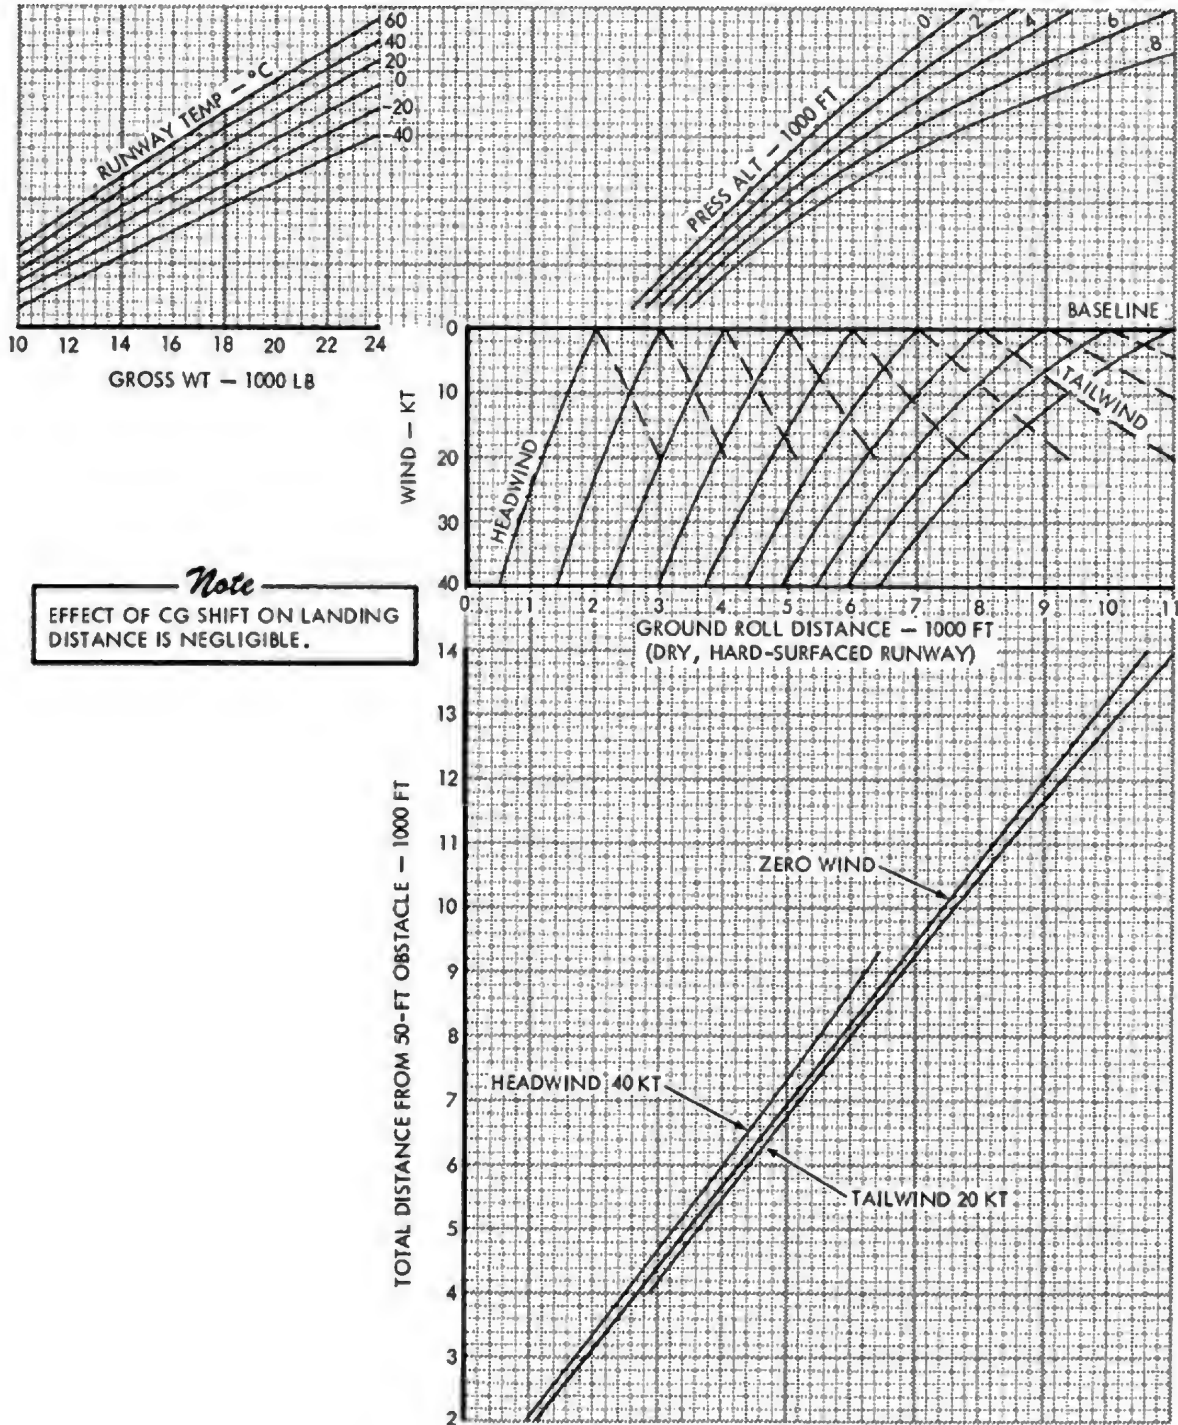 60
40
20
0
-20
-40
RUNWAY TEMP — °C
10 12 14 16 18 20 22 24
GROSS WT — 1000 LB
0 2 4 6 8
PRESS ALT — 1000 FT
BASELINE
0
10
20
30
40
WIND — KT
HEADWIND
TAILWIND
Note
EFFECT OF CG SHIFT ON LANDING
DISTANCE IS NEGLIGIBLE.
0 1 2 3 4 5 6 7 8 9 10 11
GROUND ROLL DISTANCE — 1000 FT
(DRY, HARD-SURFACED RUNWAY)
14
13
12
11
10
9
8
7
6
5
4
3
2
TOTAL DISTANCE FROM 50-FT OBSTACLE — 1000 FT
ZERO WIND
HEADWIND 40 KT
TAILWIND 20 KT